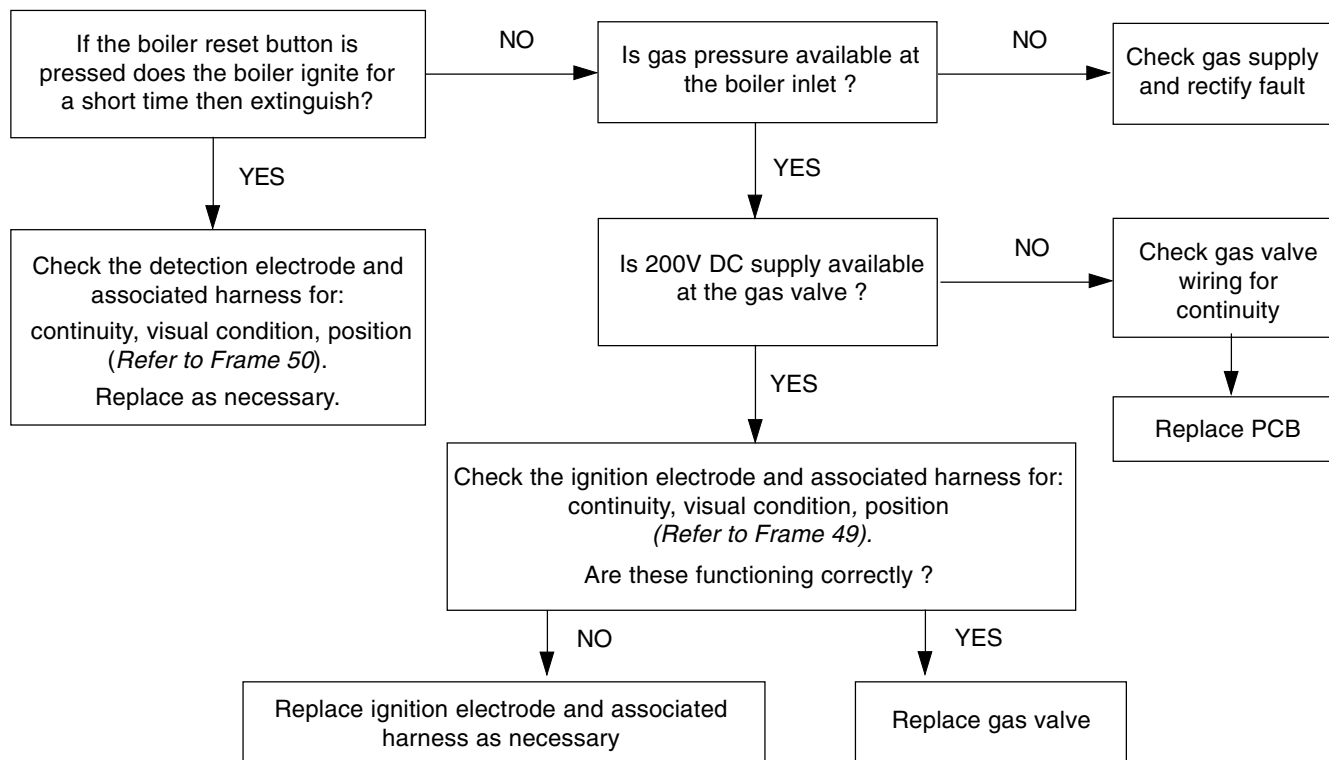 If the boiler reset button is
pressed does the boiler ignite for
a short time then extinguish?
NO
Is gas pressure available at
the boiler inlet ?
NO
Check gas supply
and rectify fault
YES
YES
Check the detection electrode and
associated harness for:
continuity, visual condition, position
(Refer to Frame 50).
Replace as necessary.
Is 200V DC supply available
at the gas valve ?
NO
Check gas valve
wiring for
continuity
YES
Replace PCB
Check the ignition electrode and associated harness for:
continuity, visual condition, position
(Refer to Frame 49).
Are these functioning correctly ?
NO
YES
Replace ignition electrode and associated
harness as necessary
Replace gas valve